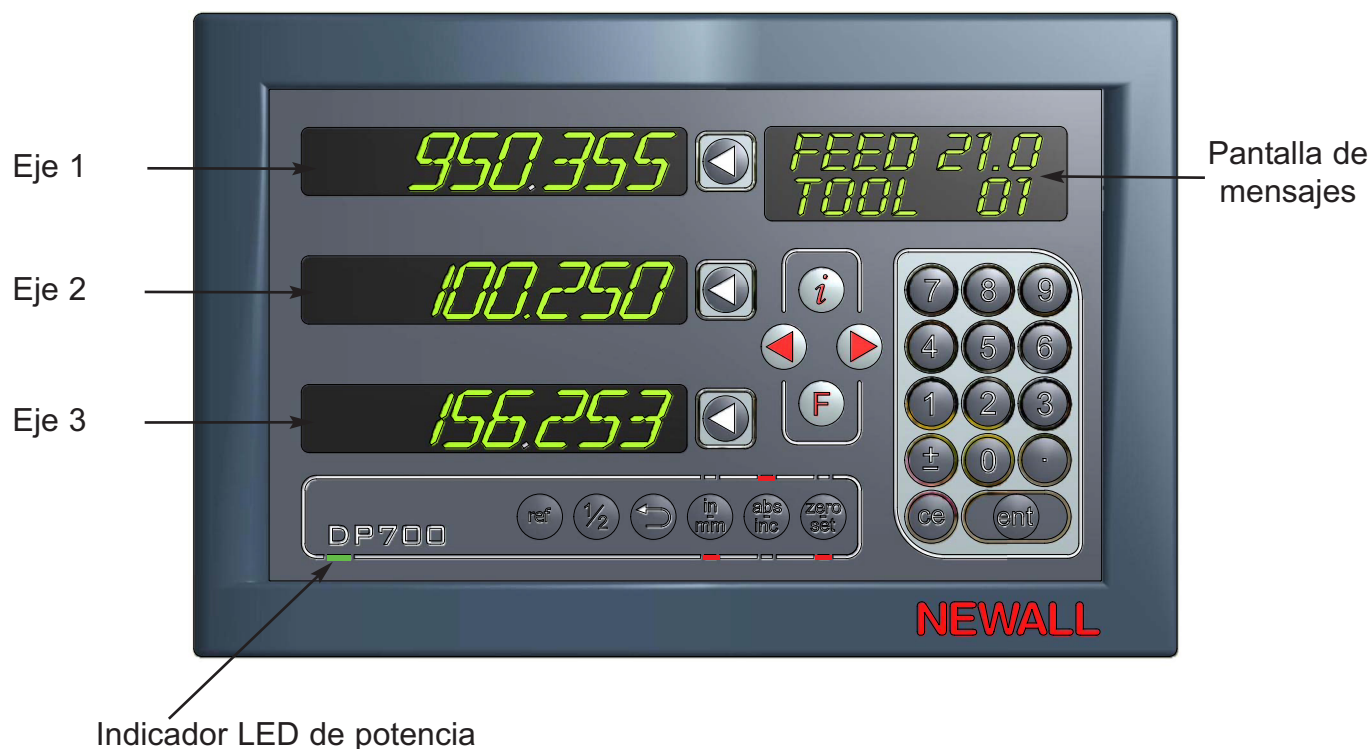 Eje 1
950.355
FEED 21.0
TOOL 01
Pantalla de
mensajes
Eje 2
100.250
i
7 8 9
4 5 6
Eje 3
156.253
F
1 2 3
± 0 .
ref
1/2
in
mm
abs
inc
zero
set
ce
ent
DP700
NEWALL
Indicador LED de potencia